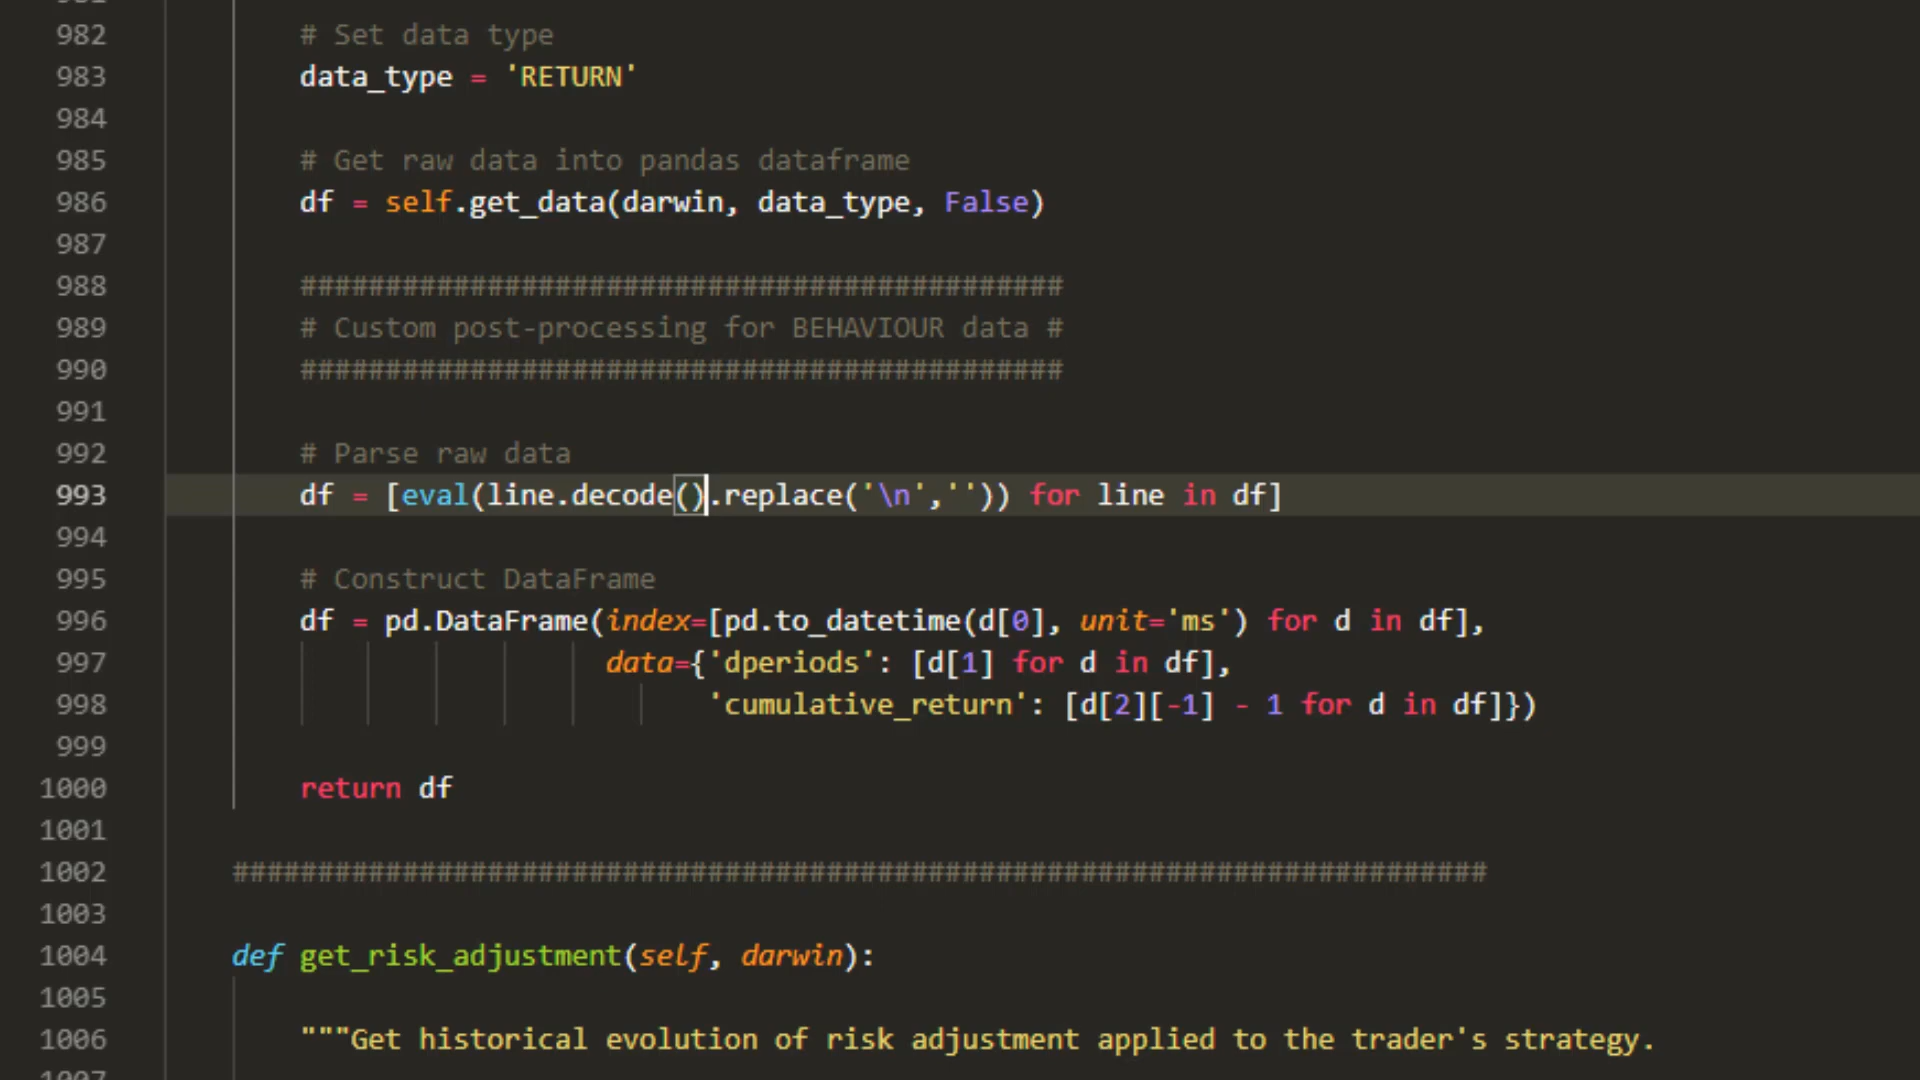 982 # Set data type
983 data_type = 'RETURN'
984
985 # Get raw data into pandas dataframe
986 df = self.get_data(darwin, data_type, False)
987
988 #############################################
989 # Custom post-processing for BEHAVIOUR data #
990 #############################################
991
992 # Parse raw data
993 df = [eval(line.decode().replace('\n','')) for line in df]
994
995 # Construct DataFrame
996 df = pd.DataFrame(index=[pd.to_datetime(d[0], unit='ms') for d in df],
997 data={'dperiods': [d[1] for d in df],
998 'cumulative_return': [d[2][-1] - 1 for d in df]})
999
1000 return df
1001
1002 ##########################################################################
1003
1004 def get_risk_adjustment(self, darwin):
1005
1006 """Get historical evolution of risk adjustment applied to the trader's strategy.